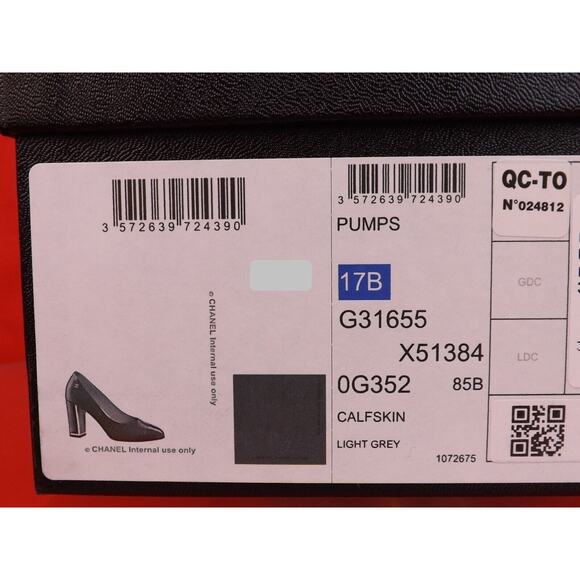 3 572639 724390
© CHANEL Internal use only
© CHANEL Internal use only
3 572639 724390
PUMPS
17B
G31655
X51384
0G352 85B
CALFSKIN
LIGHT GREY
1072675
QC-TO
N°024812
GDC
LDC